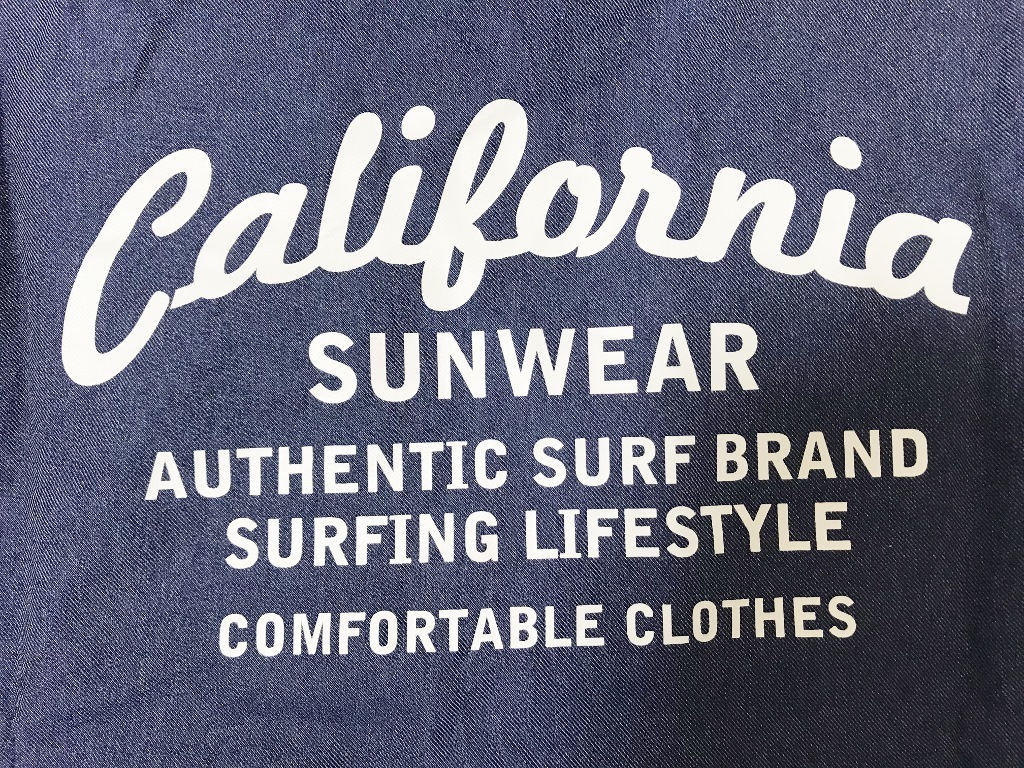 California
SUNWEAR
AUTHENTIC SURF BRAND
SURFING LIFESTYLE
COMFORTABLE CLOTHES